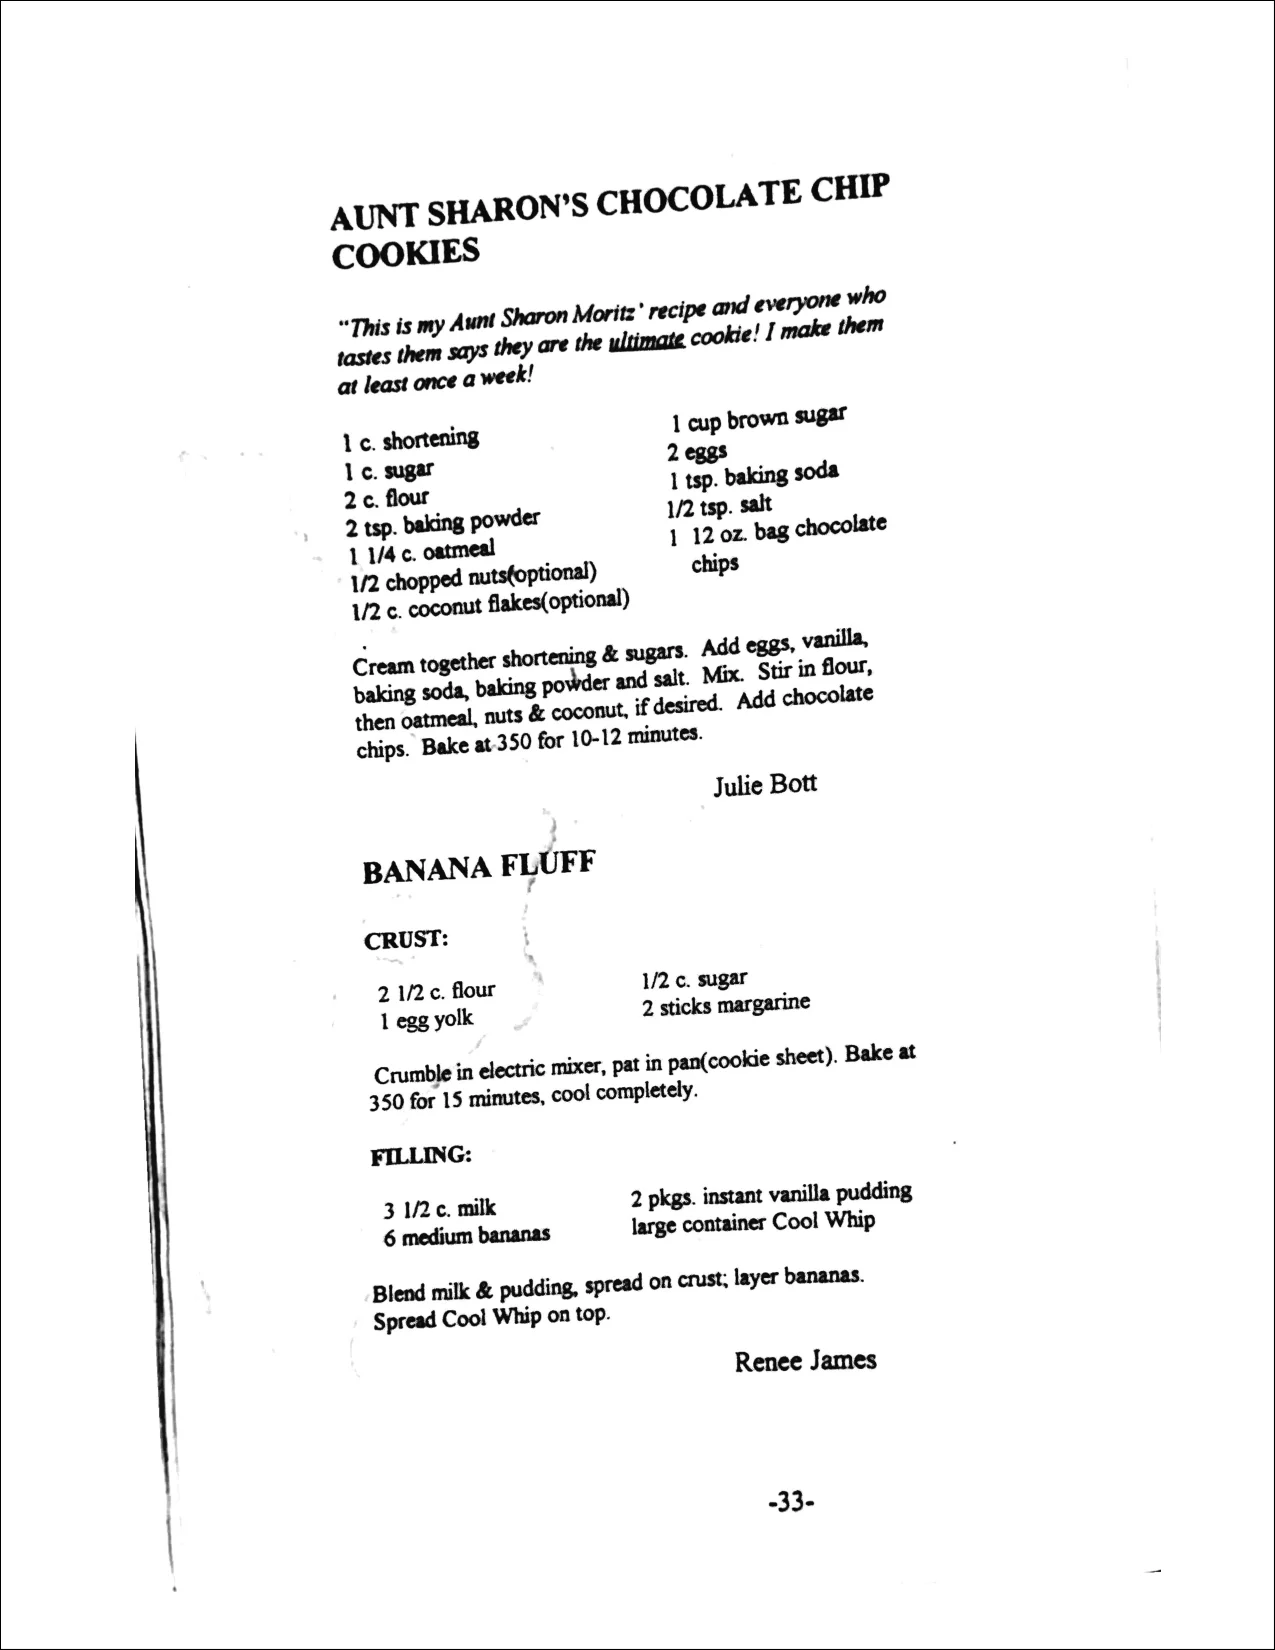 AUNT SHARON'S CHOCOLATE CHIP
COOKIES
"This is my Aunt Sharon Moritz' recipe and everyone who
tastes them says they are the ultimate cookie! I make them
at least once a week!
1 c. shortening
1 c. sugar
2 c. flour
2 tsp. baking powder
1 1/4 c. oatmeal
1/2 chopped nuts(optional)
1/2 c. coconut flakes(optional)
1 cup brown sugar
2 eggs
1 tsp. baking soda
1/2 tsp. salt
1 12 oz. bag chocolate
chips
Cream together shortening & sugars. Add eggs, vanilla,
baking soda, baking powder and salt. Mix. Stir in flour,
then oatmeal, nuts & coconut, if desired. Add chocolate
chips. Bake at 350 for 10-12 minutes.
Julie Bott
BANANA FLUFF
CRUST:
2 1/2 c. flour
1 egg yolk
1/2 c. sugar
2 sticks margarine
Crumble in electric mixer, pat in pan(cookie sheet). Bake at
350 for 15 minutes, cool completely.
FILLING:
3 1/2 c. milk
6 medium bananas
2 pkgs. instant vanilla pudding
large container Cool Whip
Blend milk & pudding, spread on crust; layer bananas.
Spread Cool Whip on top.
Renee James
-33-